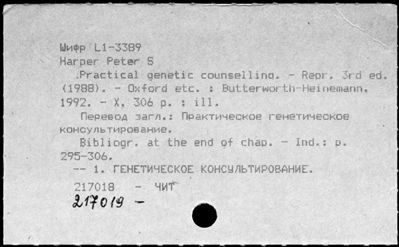 Шифр L1-3389
Harper Peter S
.Practical genetic counselling. - Repr. 3rd ed.
(1988). - Oxford etc. : Butterworth-Heinemann,
1992. - X, 306 p. : ill.
Перевод загл.: Практическое генетическое
консультирование.
Bibliogr. at the end of chap. - Ind.: p.
295-306.
-- 1. ГЕНЕТИЧЕСКОЕ КОНСУЛЬТИРОВАНИЕ.
217018 - ЧИТ
217019 -